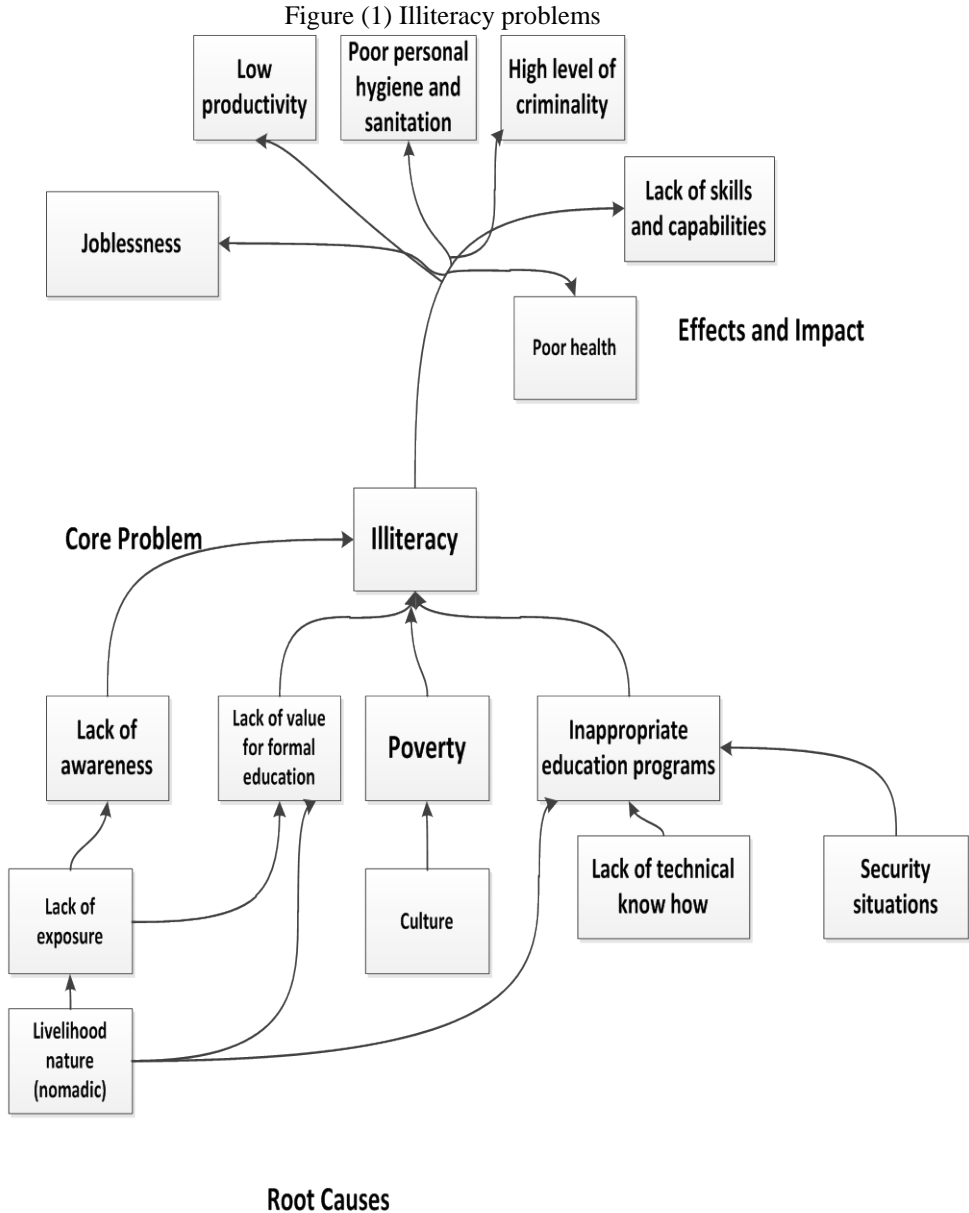 Figure (1) Illiteracy problems
Low
productivity
Poor personal
hygiene and
sanitation
High level of
criminality
Lack of skills
and capabilities
Joblessness
Poor health
Effects and Impact
Core Problem
Illiteracy
Lack of
awareness
Lack of value
for formal
education
Poverty
Inappropriate
education programs
Lack of
exposure
Culture
Lack of technical
know how
Security
situations
Livelihood
nature
(nomadic)
Root Causes